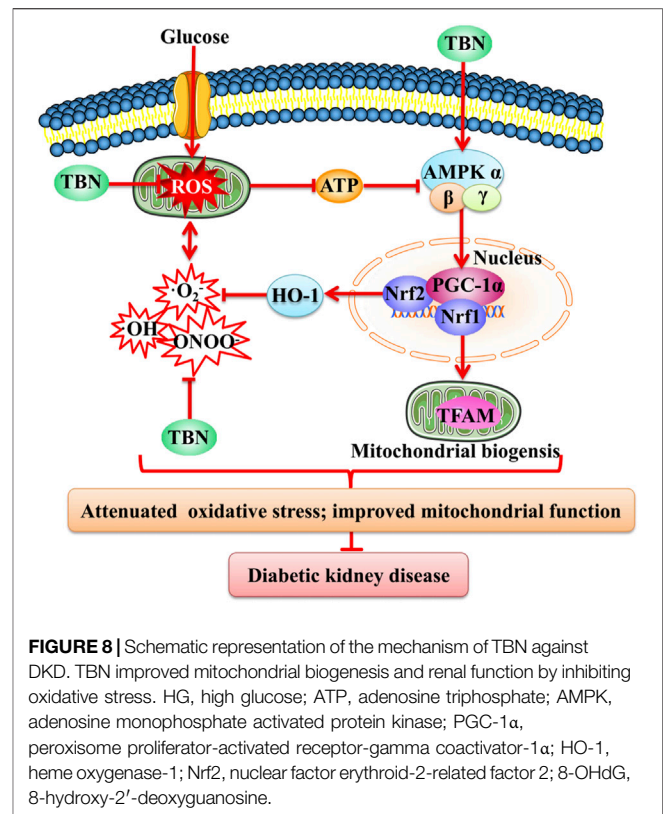 Glucose
TBN
TBN
ROS
ATP
AMPK α
β
γ
Nucleus
·O₂⁻
HO-1
Nrf2
PGC-1α
·OH
ONOO⁻
Nrf1
TBN
TFAM
Mitochondrial biogensis
Attenuated oxidative stress; improved mitochondrial function
Diabetic kidney disease
FIGURE 8 | Schematic representation of the mechanism of TBN against
DKD. TBN improved mitochondrial biogenesis and renal function by inhibiting
oxidative stress. HG, high glucose; ATP, adenosine triphosphate; AMPK,
adenosine monophosphate activated protein kinase; PGC-1α,
peroxisome proliferator-activated receptor-gamma coactivator-1α; HO-1,
heme oxygenase-1; Nrf2, nuclear factor erythroid-2-related factor 2; 8-OHdG,
8-hydroxy-2′-deoxyguanosine.